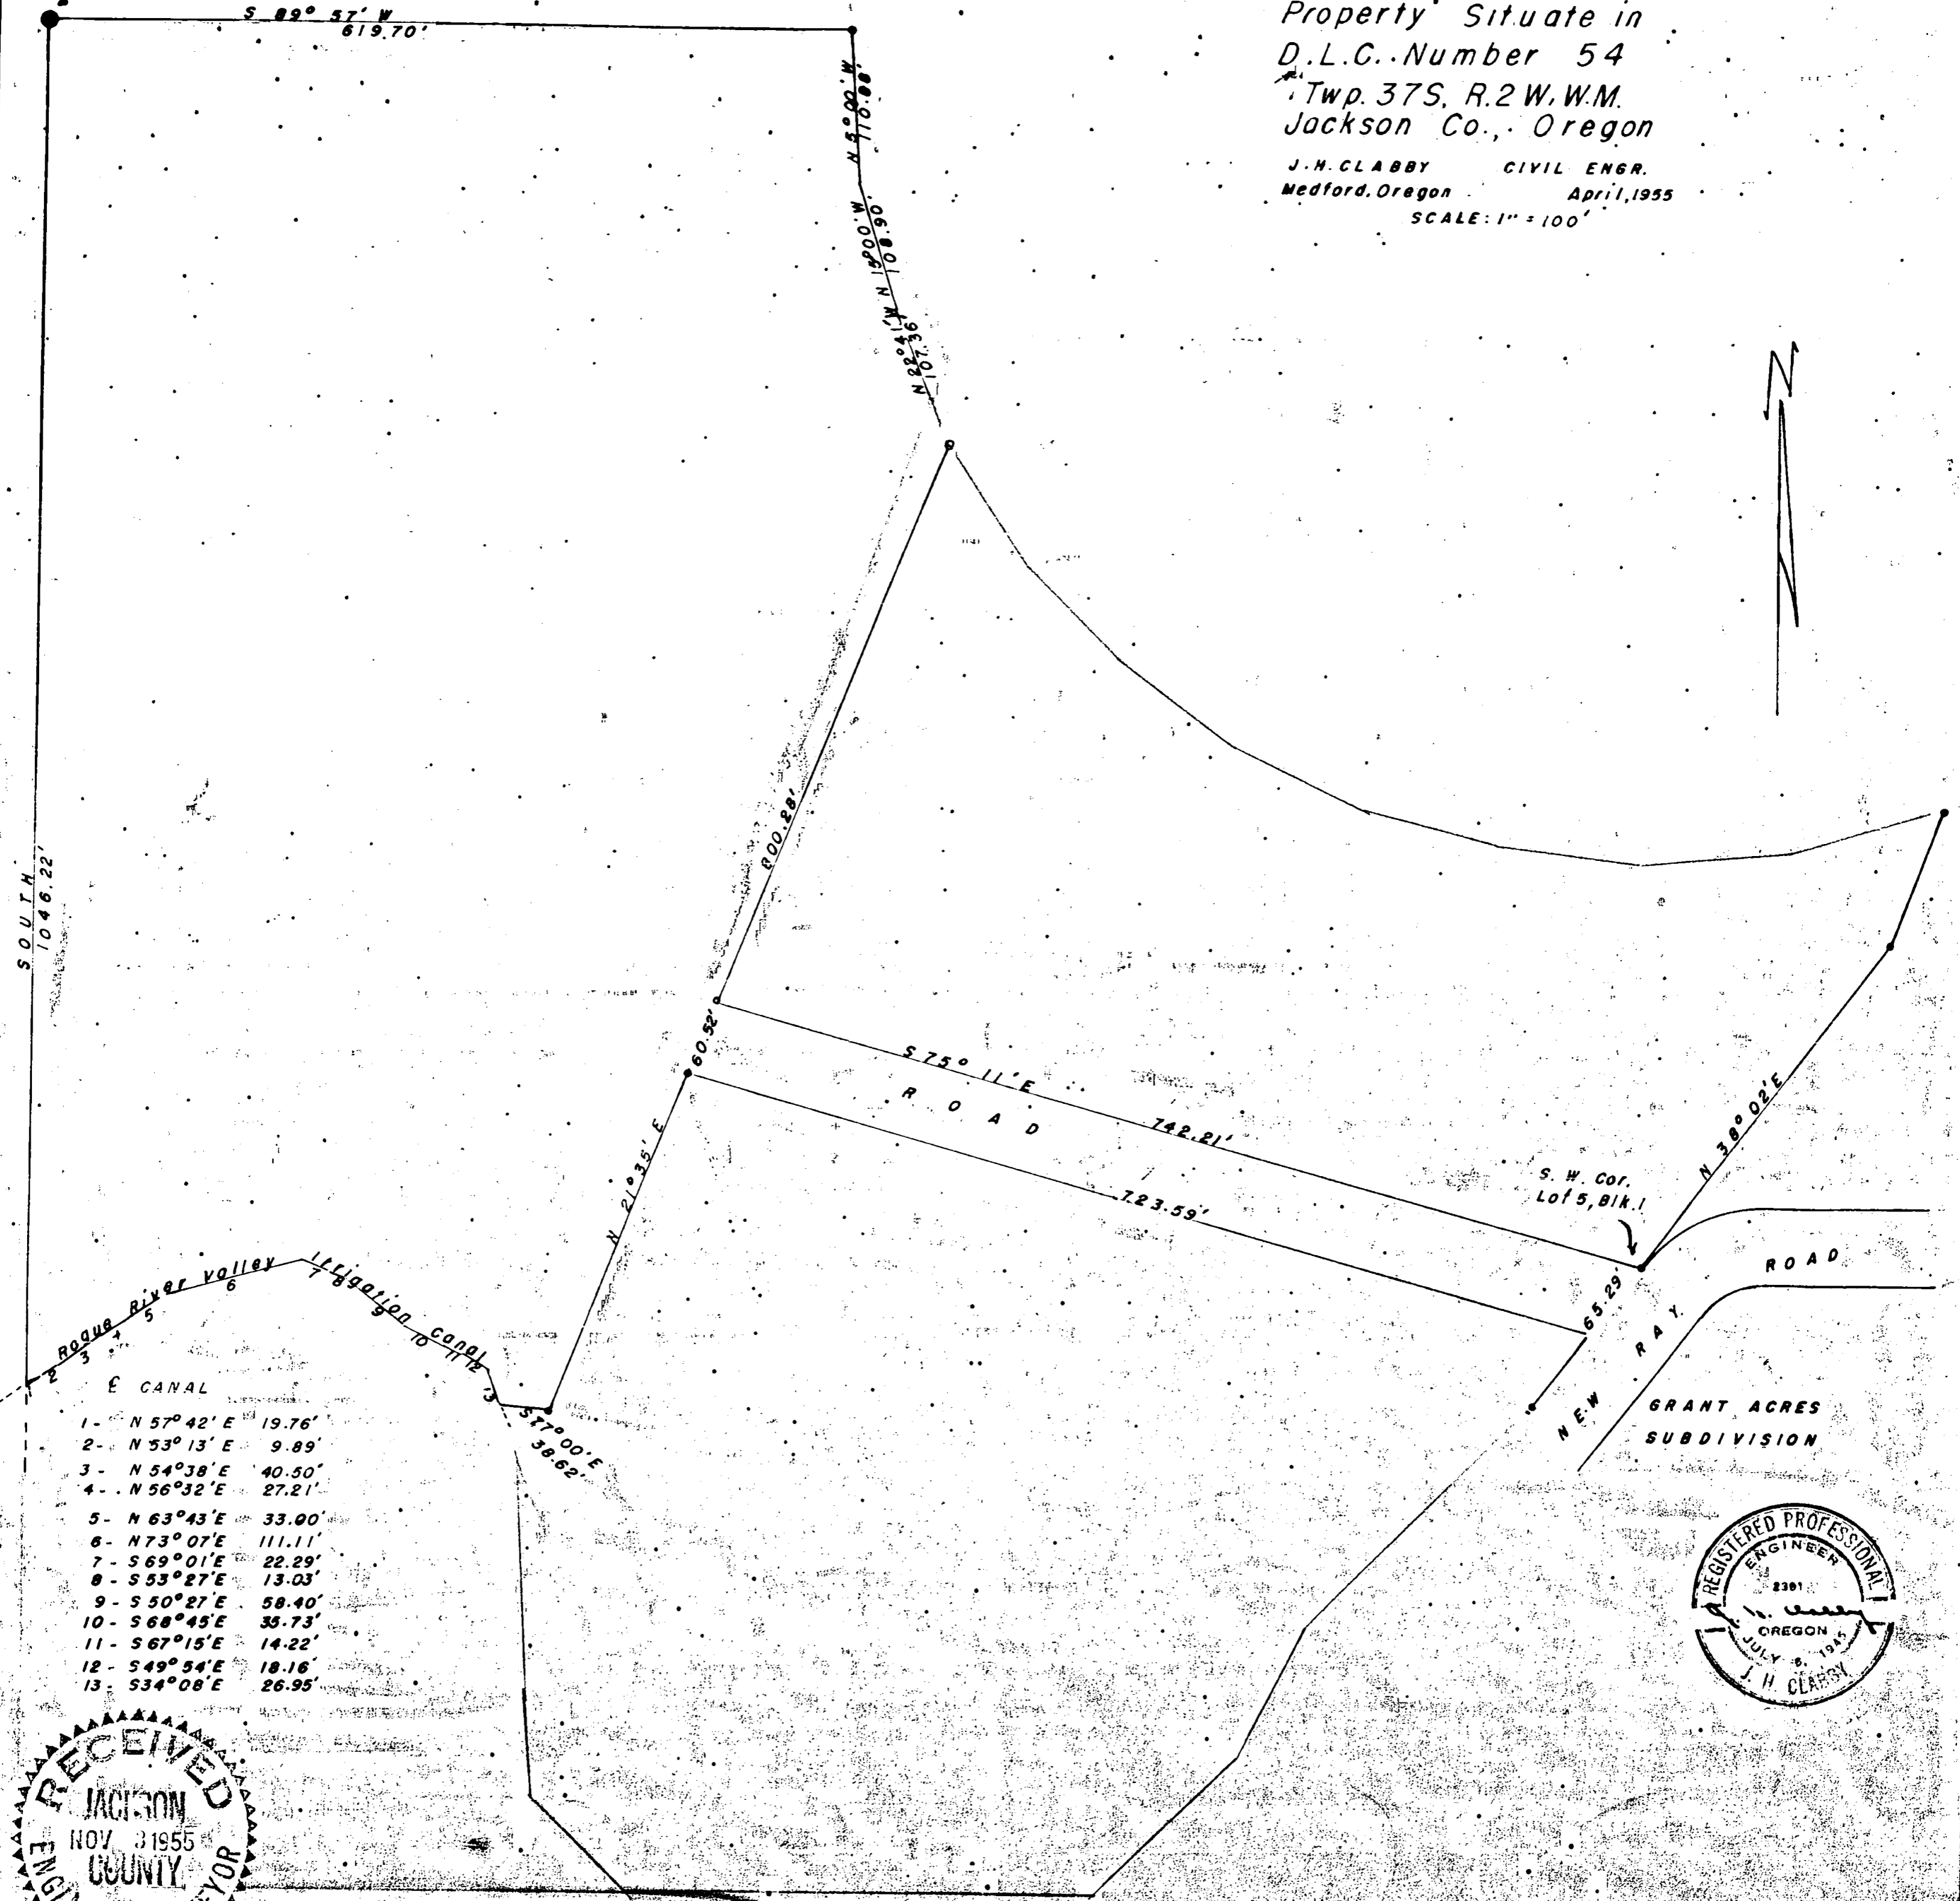 S 89° 57' W
619.70'
Property Situate in
D.L.C. Number 54
Twp. 37S, R.2 W, W.M.
Jackson Co., Oregon
J.H. CLABBY CIVIL ENGR.
Medford, Oregon April, 1955
SCALE: 1" = 100'
N 5° 00' W
110.88'
N 15° 00' W
108.90'
N 22° 41' W
107.36'
N
SOUTH
1046.22'
800.28'
60.52'
S 75° 11' E
742.21'
ROAD
723.59'
N 21° 35' E
S. W. Cor.
Lot 5, Blk. 1
N 38° 02' E
65.29'
ROAD
NEW RAY
GRANT ACRES
SUBDIVISION
Rogue River Valley Irrigation Canal
1 2 3 4 5 6 7 8 9 10 11 12 13
S 77° 00' E
38.62'
℄ CANAL
1 - N 57° 42' E 19.76'
2 - N 53° 13' E 9.89'
3 - N 54° 38' E 40.50'
4 - N 56° 32' E 27.21'
5 - N 63° 43' E 33.00'
6 - N 73° 07' E 111.11'
7 - S 69° 01' E 22.29'
8 - S 53° 27' E 13.03'
9 - S 50° 27' E 58.40'
10 - S 68° 45' E 35.73'
11 - S 67° 15' E 14.22'
12 - S 49° 54' E 18.16'
13 - S 34° 08' E 26.95'
REGISTERED PROFESSIONAL
ENGINEER
2391
J. H. Clabby
OREGON
JULY 6, 1945
J. H. CLABBY
RECEIVED
JACKSON
NOV 3 1955
COUNTY